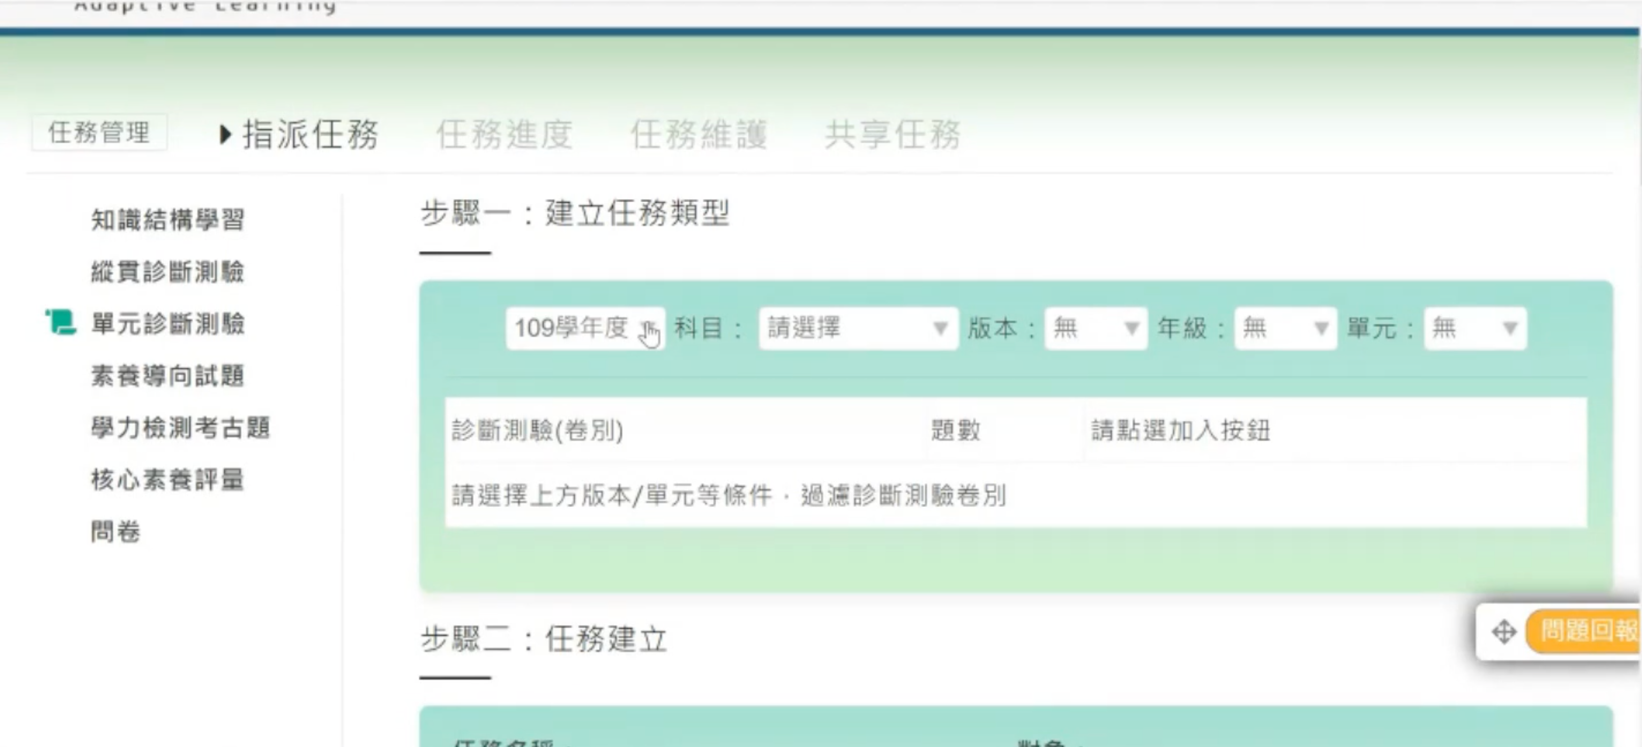 Adaptive Learning
任務管理 指派任務 任務進度 任務維護 共享任務
知識結構學習
縱貫診斷測驗
單元診斷測驗
素養導向試題
學力檢測考古題
核心素養評量
問卷
步驟一：建立任務類型
109學年度 科目： 請選擇 版本： 無 年級： 無 單元： 無
診斷測驗(卷別) 題數 請點選加入按鈕
請選擇上方版本/單元等條件，過濾診斷測驗卷別
問題回報
步驟二：任務建立
任務名稱 對象：